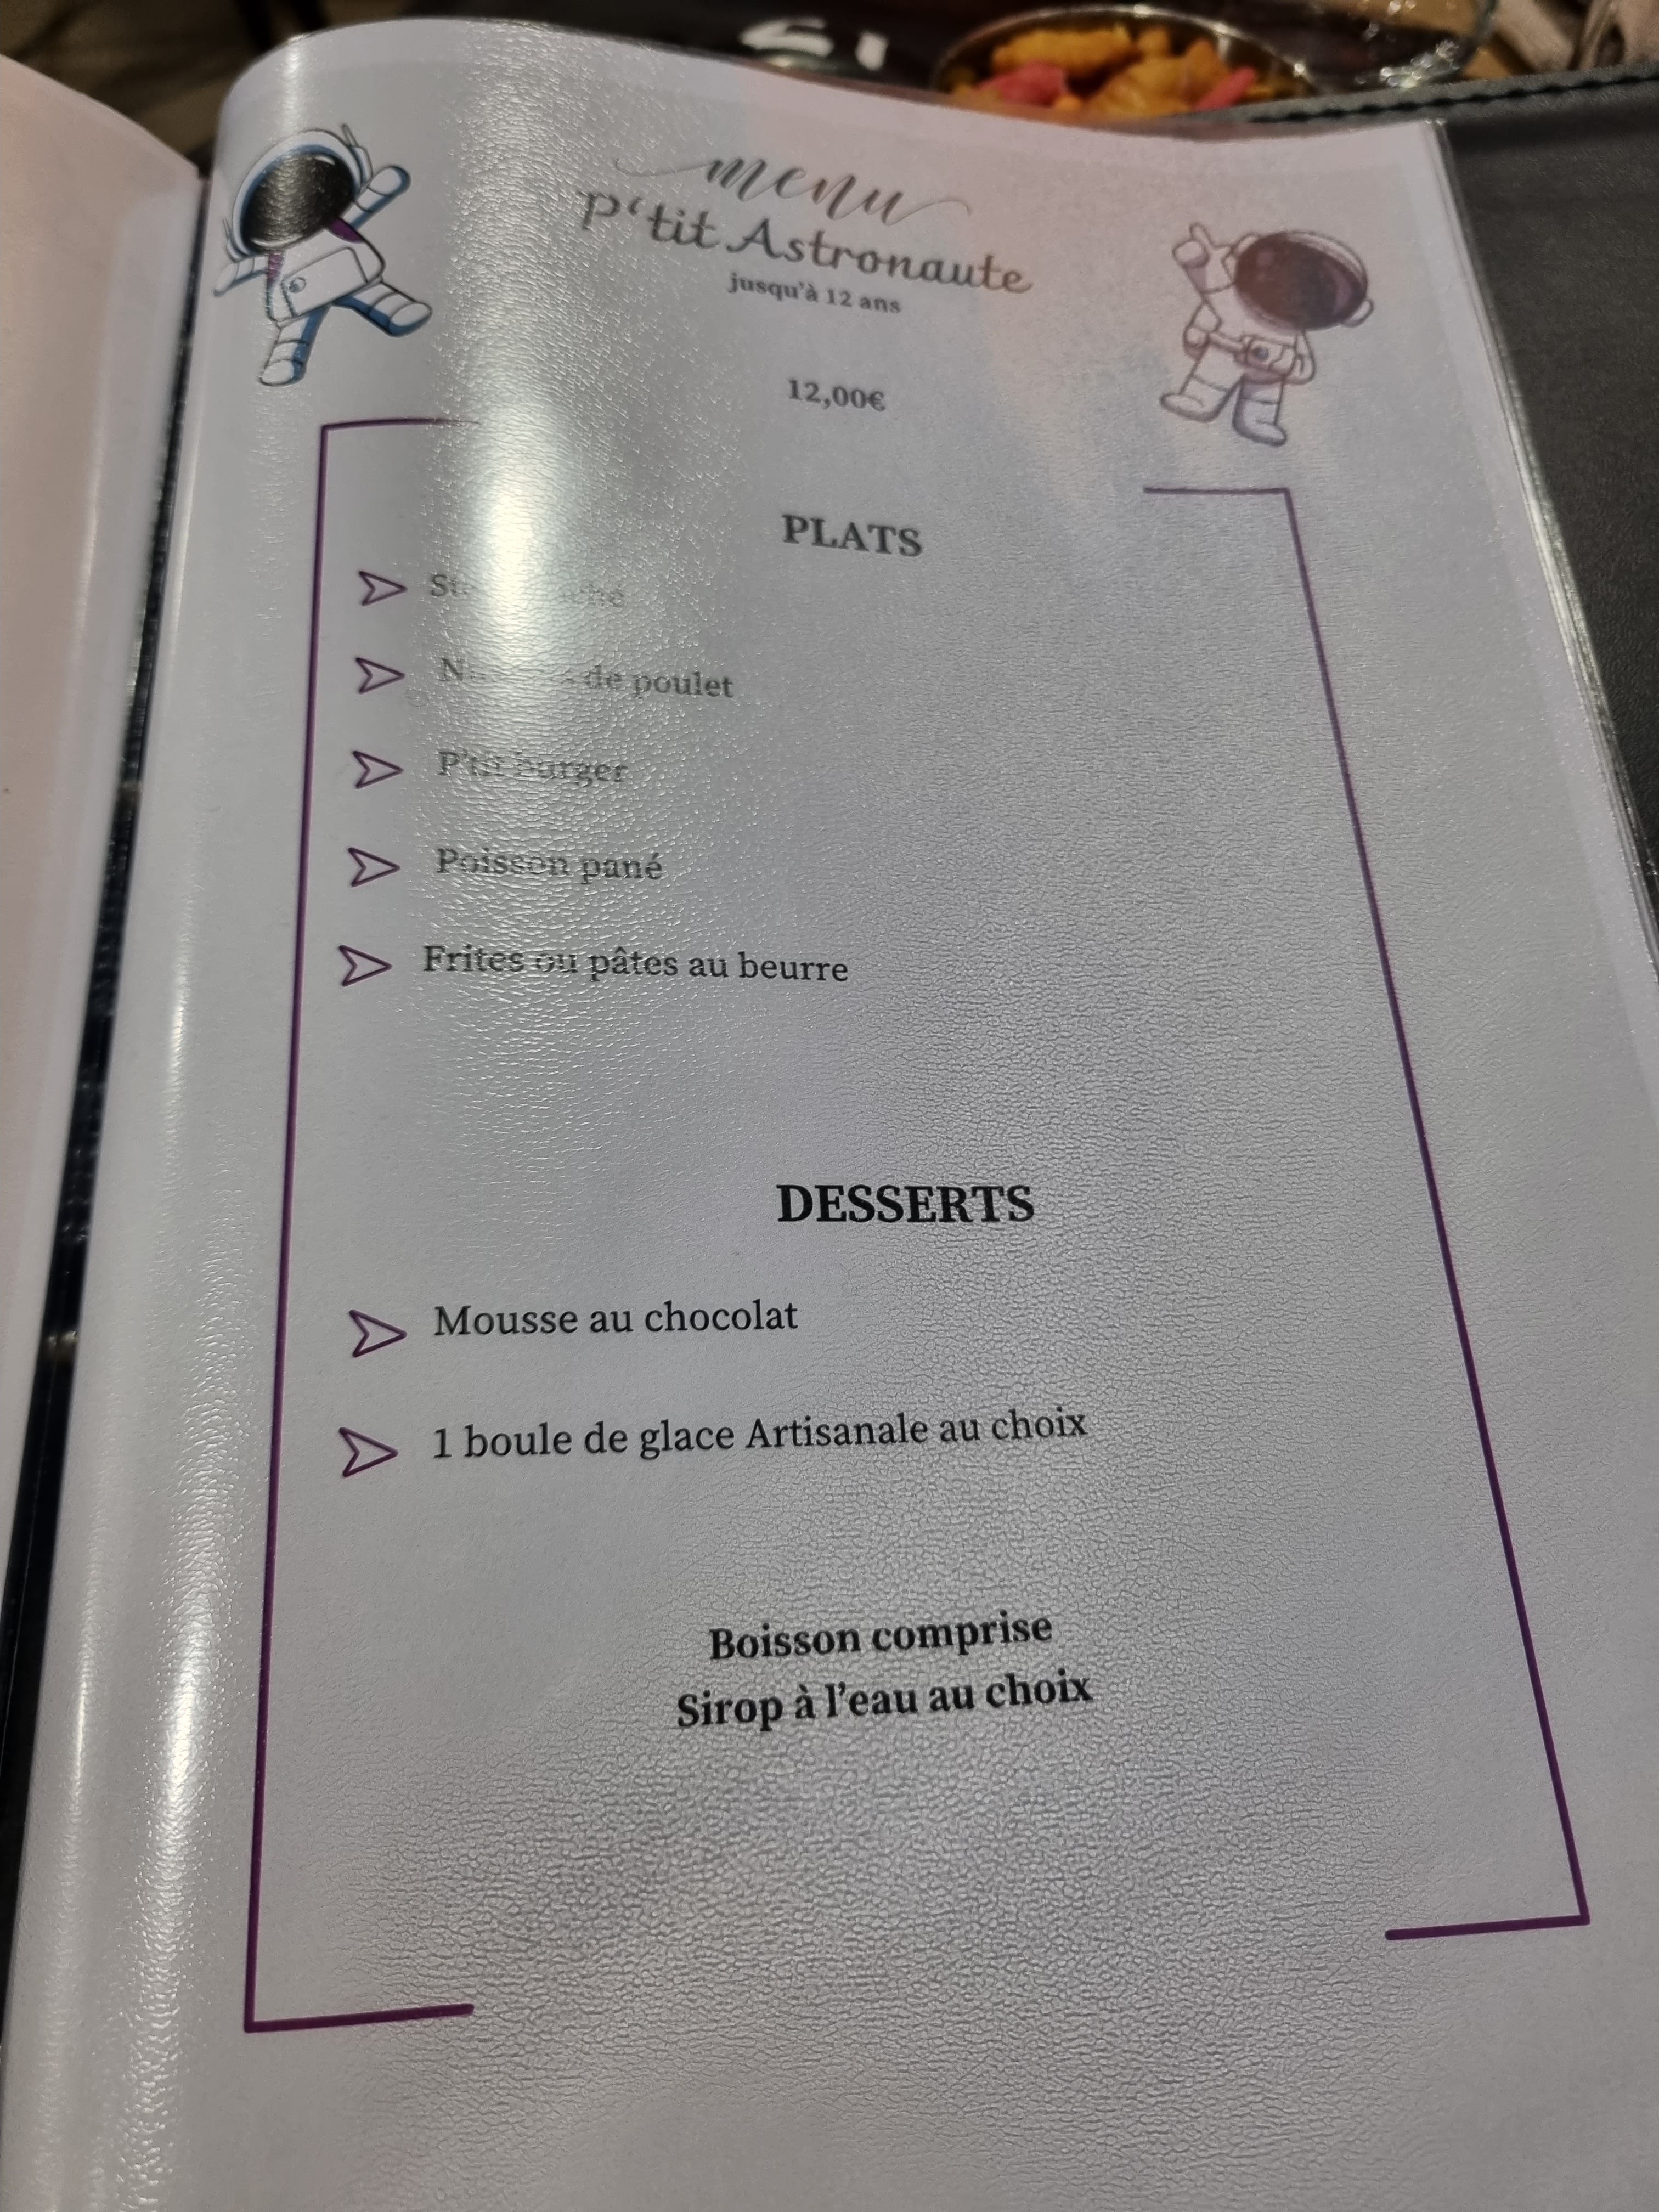 menu
p'tit Astronaute
jusqu'à 12 ans
12,00€
PLATS
de poulet
P'tit burger
Poisson pané
Frites ou pâtes au beurre
DESSERTS
Mousse au chocolat
1 boule de glace Artisanale au choix
Boisson comprise
Sirop à l'eau au choix